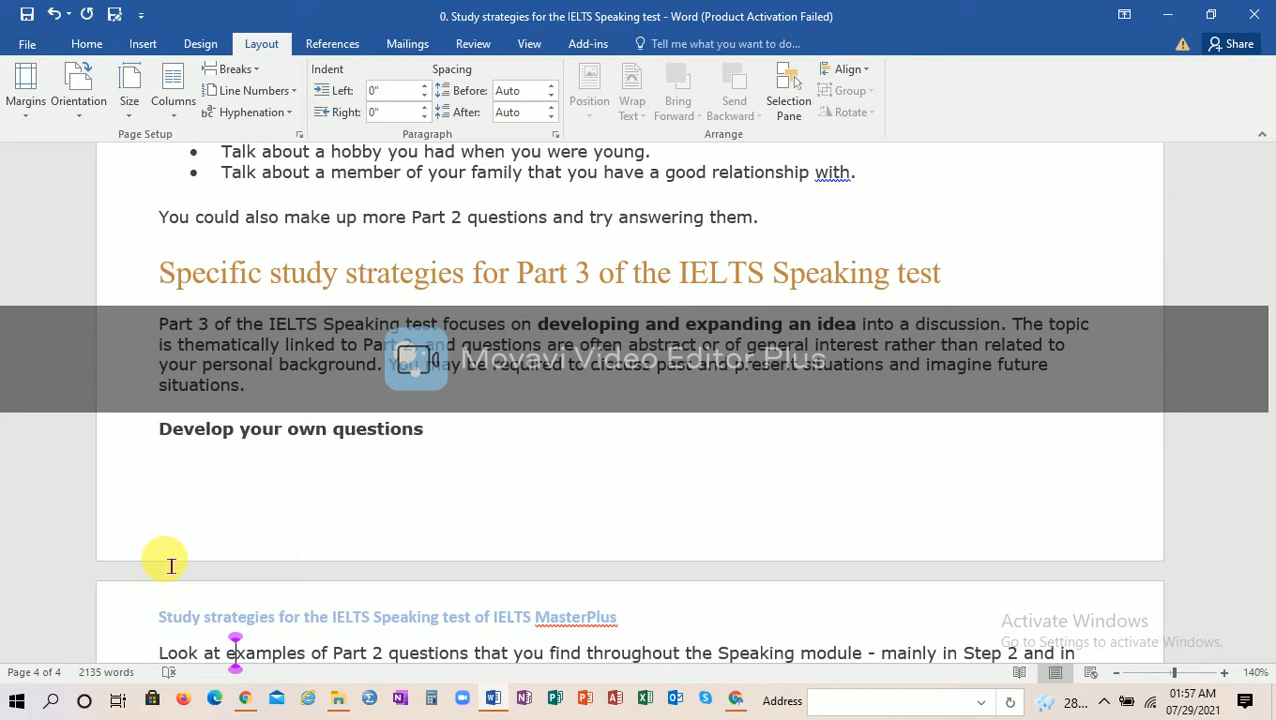 0. Study strategies for the IELTS Speaking test - Word (Product Activation Failed)
File Home Insert Design Layout References Mailings Review View Add-ins Tell me what you want to do... Share
Margins Orientation Size Columns
Breaks
Line Numbers
Hyphenation
Page Setup
Indent Spacing
Left: 0" Before: Auto
Right: 0" After: Auto
Paragraph
Position Wrap Text Bring Forward Send Backward Selection Pane
Align
Group
Rotate
Arrange
• Talk about a hobby you had when you were young.
• Talk about a member of your family that you have a good relationship with.
You could also make up more Part 2 questions and try answering them.
Specific study strategies for Part 3 of the IELTS Speaking test
Part 3 of the IELTS Speaking test focuses on developing and expanding an idea into a discussion. The topic
is thematically linked to Part 2, and questions are often abstract or of general interest rather than related to
your personal background. You may be required to discuss past and present situations and imagine future
situations.
Movavi Video Editor Plus
Develop your own questions
Study strategies for the IELTS Speaking test of IELTS MasterPlus
Look at examples of Part 2 questions that you find throughout the Speaking module - mainly in Step 2 and in
Activate Windows
Go to Settings to activate Windows.
Page 4 of 4 2135 words 140%
Address 28... 01:57 AM
07/29/2021